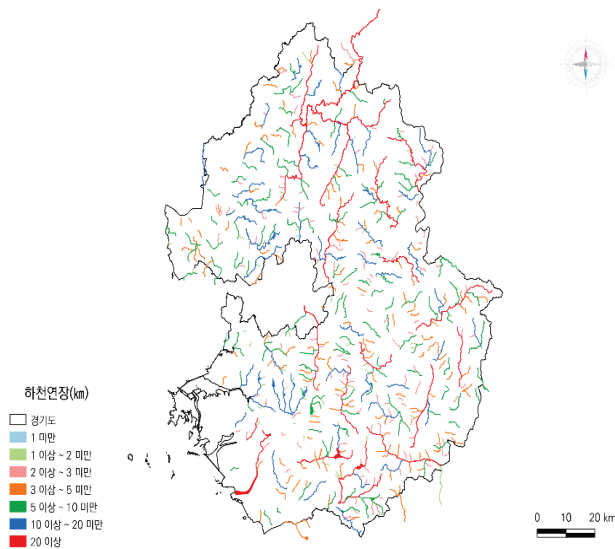 하천연장(km)
경기도
1 미만
1 이상 ~ 2 미만
2 이상 ~ 3 미만
3 이상 ~ 5 미만
5 이상 ~ 10 미만
10 이상 ~ 20 미만
20 이상
0 10 20 km